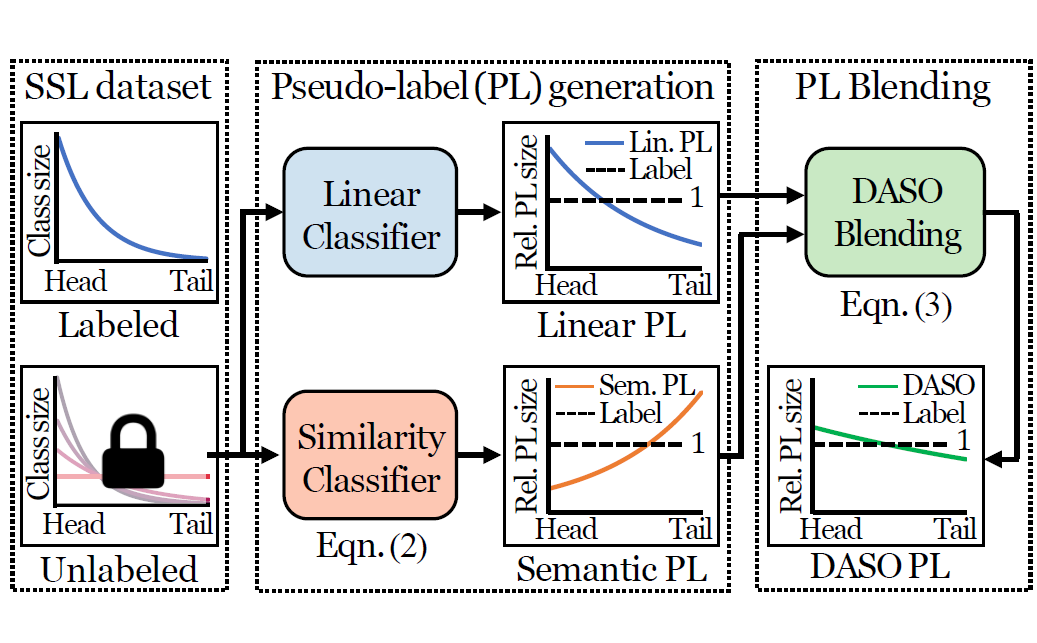 SSL dataset
Class size
Head Tail
Labeled
Class size
Head Tail
Unlabeled
Pseudo-label (PL) generation
Linear
Classifier
Rel. PL size
Lin. PL
Label
1
Head Tail
Linear PL
Similarity
Classifier
Eqn. (2)
Rel. PL size
Sem. PL
Label
1
Head Tail
Semantic PL
PL Blending
DASO
Blending
Eqn. (3)
Rel. PL size
DASO
Label
1
Head Tail
DASO PL